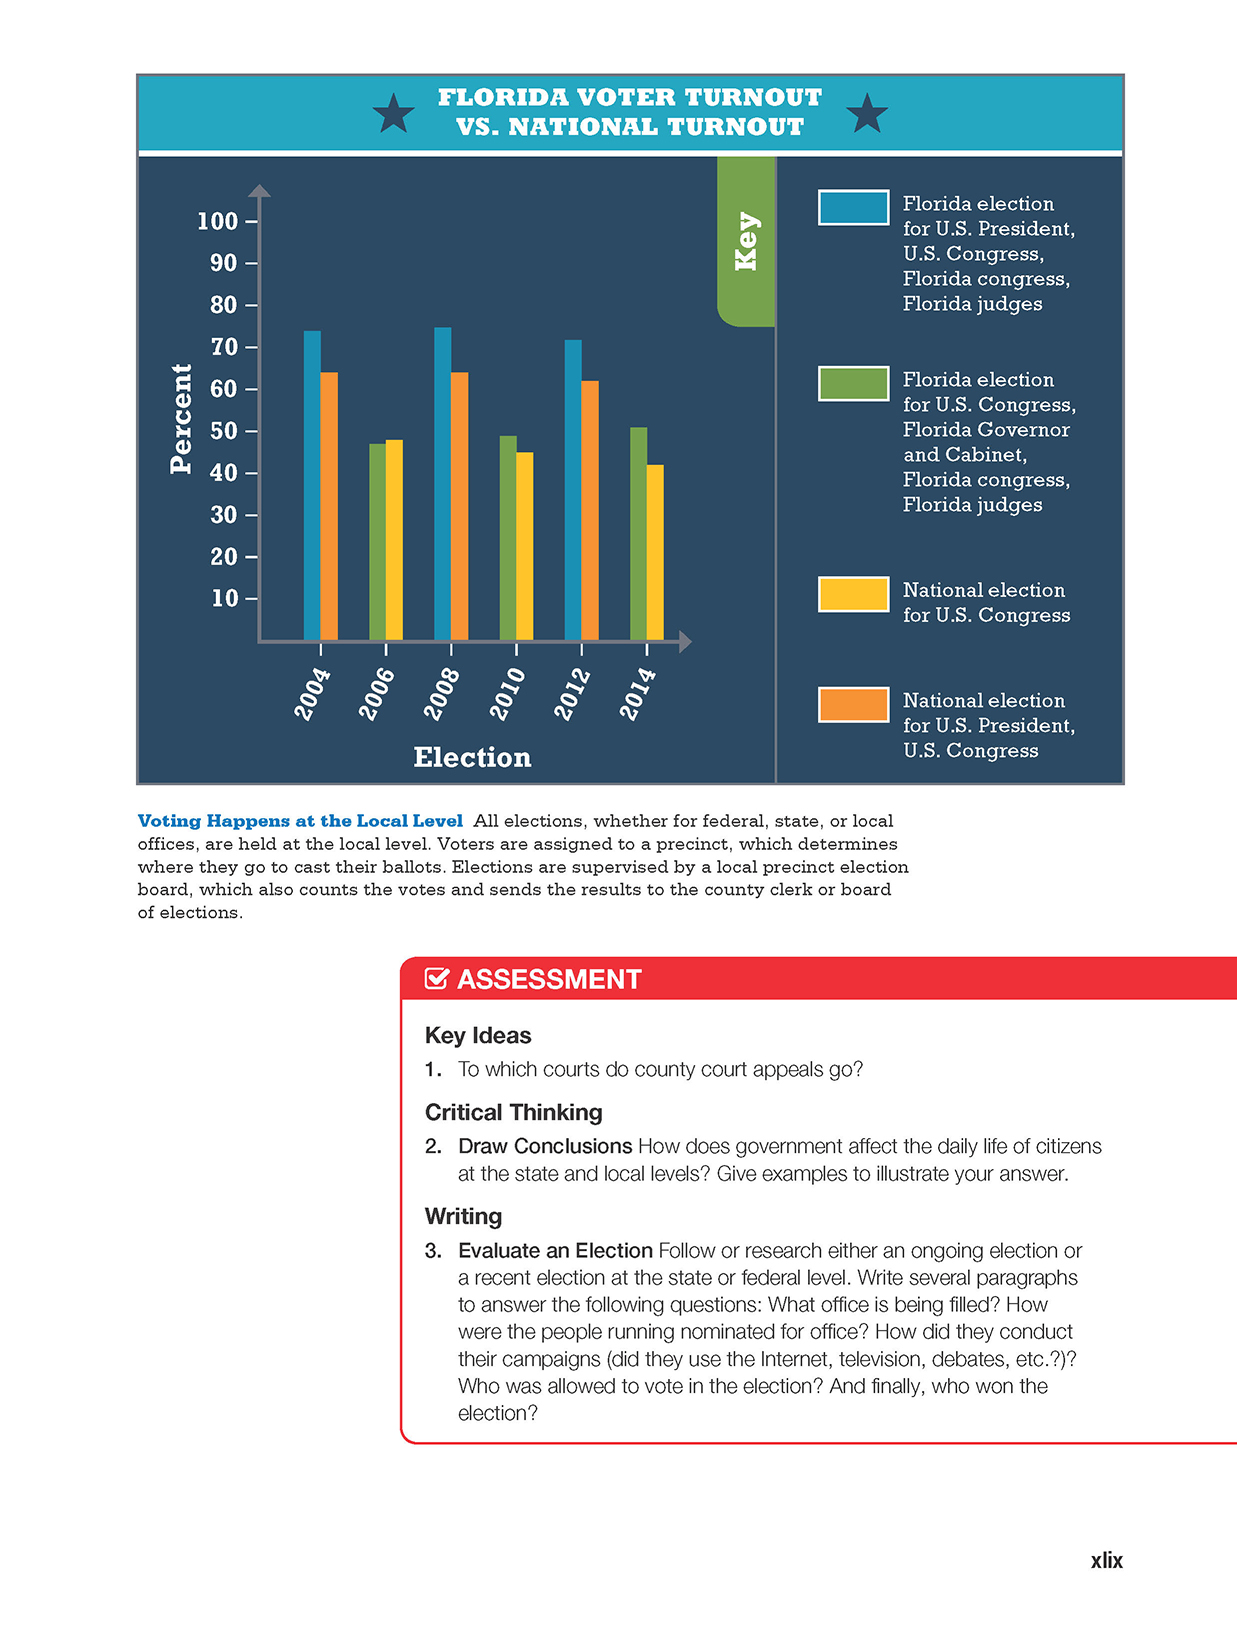 FLORIDA VOTER TURNOUT
VS. NATIONAL TURNOUT
Percent
100
90
80
70
60
50
40
30
20
10
2004
2006
2008
2010
2012
2014
Election
Key
Florida election
for U.S. President,
U.S. Congress,
Florida congress,
Florida judges
Florida election
for U.S. Congress,
Florida Governor
and Cabinet,
Florida congress,
Florida judges
National election
for U.S. Congress
National election
for U.S. President,
U.S. Congress
Voting Happens at the Local Level All elections, whether for federal, state, or local
offices, are held at the local level. Voters are assigned to a precinct, which determines
where they go to cast their ballots. Elections are supervised by a local precinct election
board, which also counts the votes and sends the results to the county clerk or board
of elections.
ASSESSMENT
Key Ideas
1. To which courts do county court appeals go?
Critical Thinking
2. Draw Conclusions How does government affect the daily life of citizens
at the state and local levels? Give examples to illustrate your answer.
Writing
3. Evaluate an Election Follow or research either an ongoing election or
a recent election at the state or federal level. Write several paragraphs
to answer the following questions: What office is being filled? How
were the people running nominated for office? How did they conduct
their campaigns (did they use the Internet, television, debates, etc.?)?
Who was allowed to vote in the election? And finally, who won the
election?
xlix